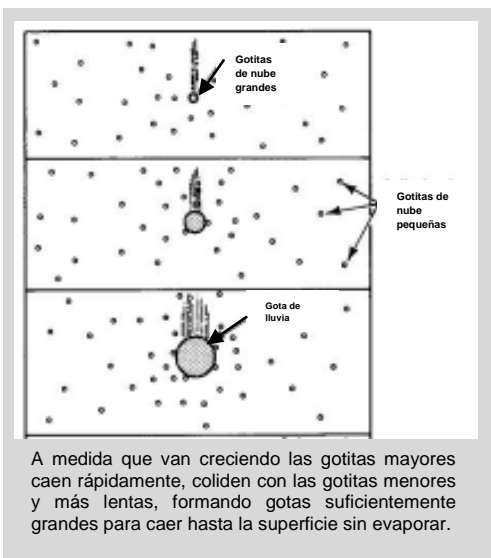 Gotitas
de nube
grandes
Gotitas de
nube
pequeñas
Gota de
lluvia
A medida que van creciendo las gotitas mayores
caen rápidamente, coliden con las gotitas menores
y más lentas, formando gotas suficientemente
grandes para caer hasta la superficie sin evaporar.